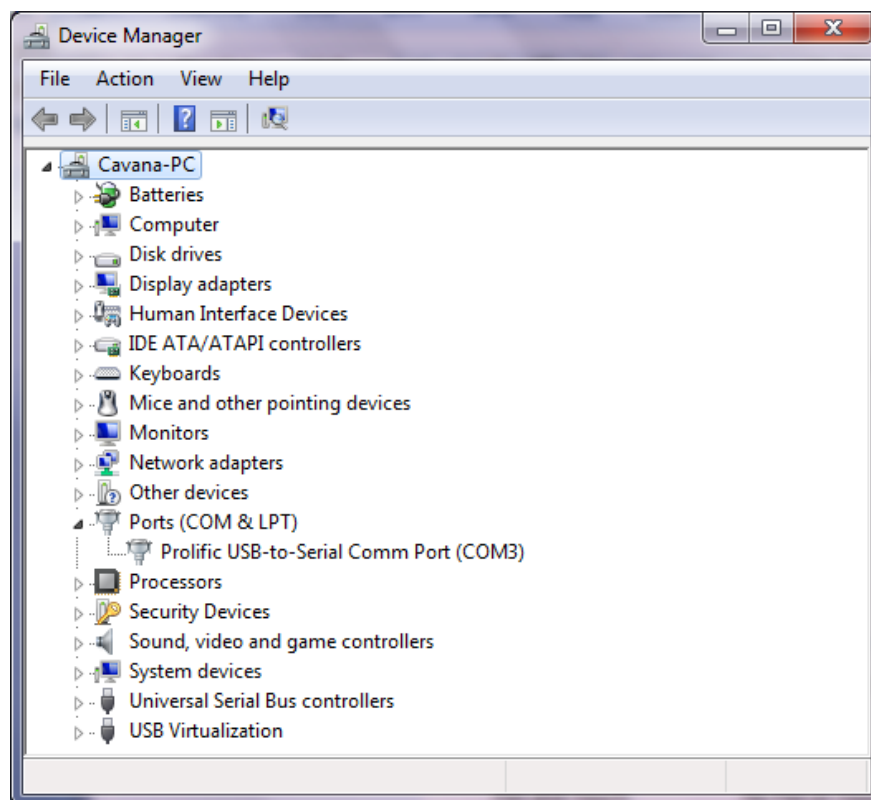 Device Manager
File Action View Help
Cavana-PC
Batteries
Computer
Disk drives
Display adapters
Human Interface Devices
IDE ATA/ATAPI controllers
Keyboards
Mice and other pointing devices
Monitors
Network adapters
Other devices
Ports (COM & LPT)
Prolific USB-to-Serial Comm Port (COM3)
Processors
Security Devices
Sound, video and game controllers
System devices
Universal Serial Bus controllers
USB Virtualization